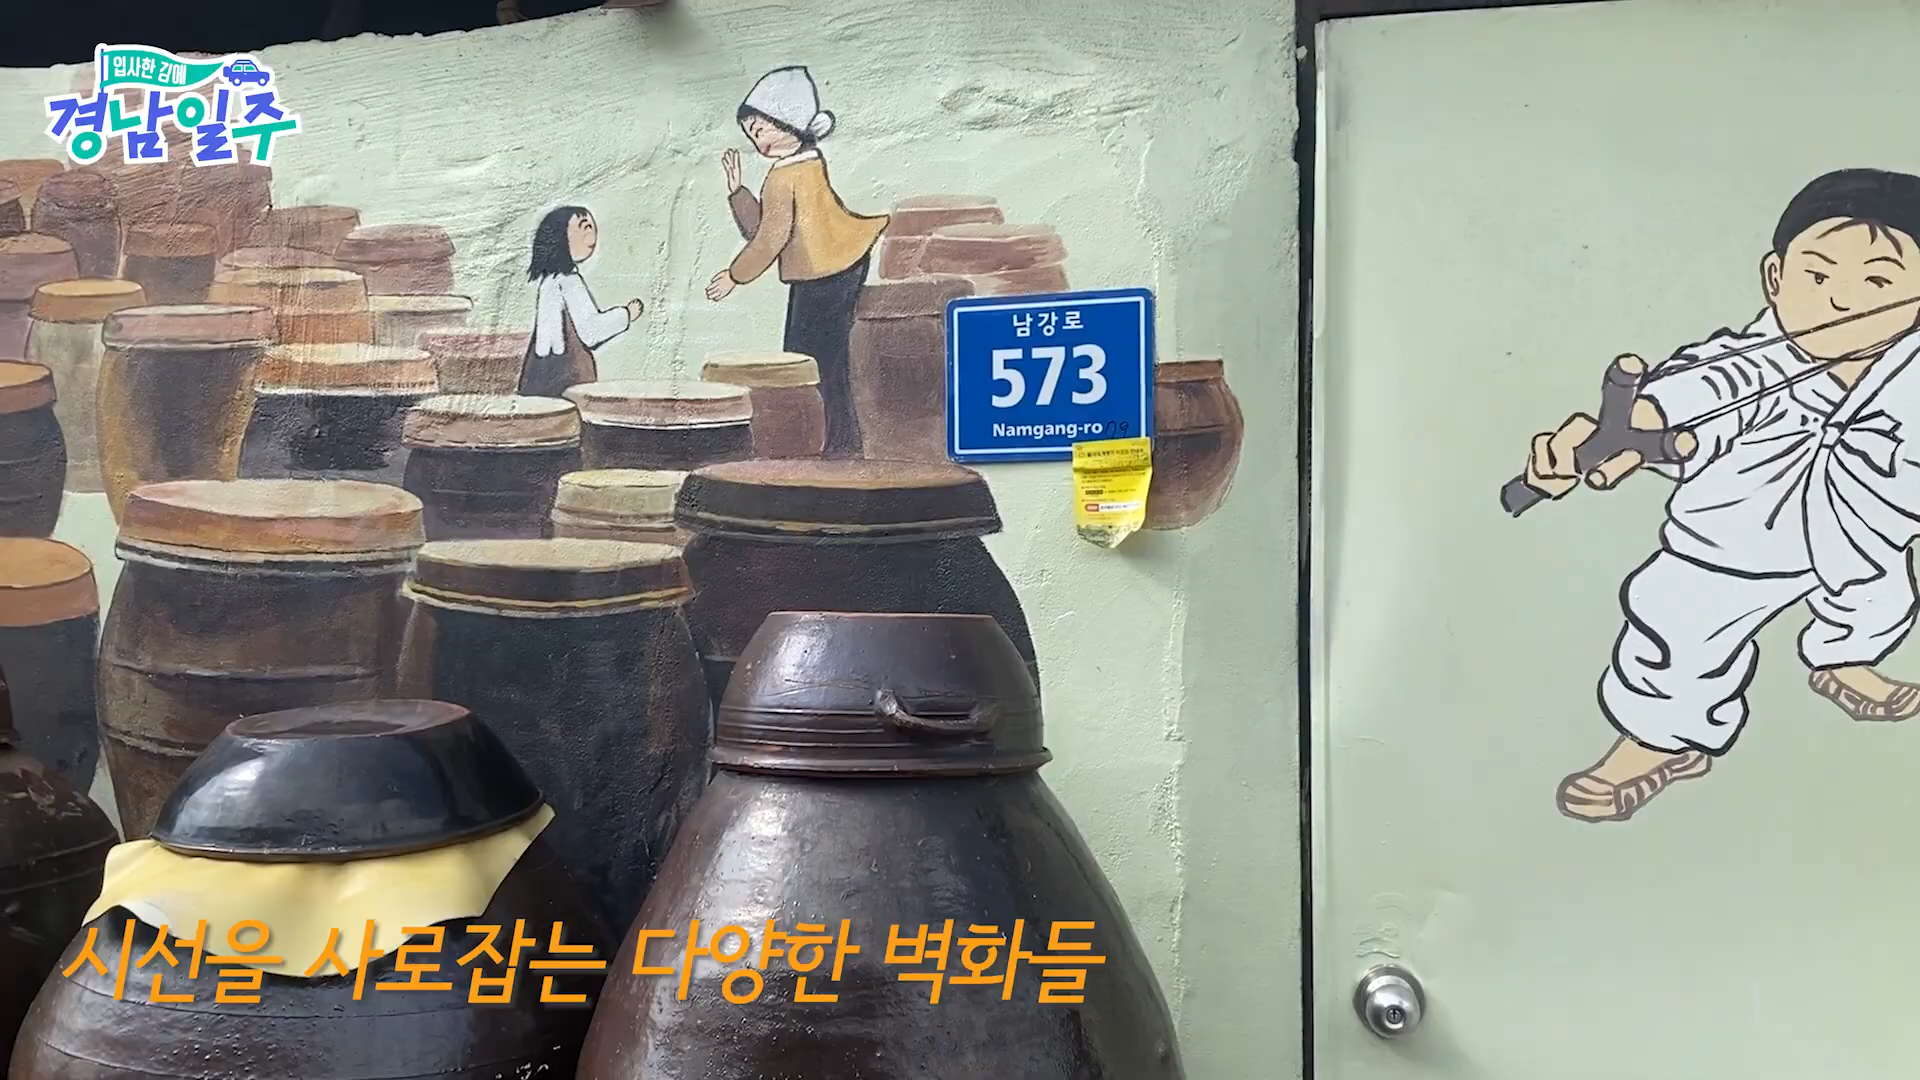 입사한 김에
경남일주
남강로
573
Namgang-ro
시선을 사로잡는 다양한 벽화들